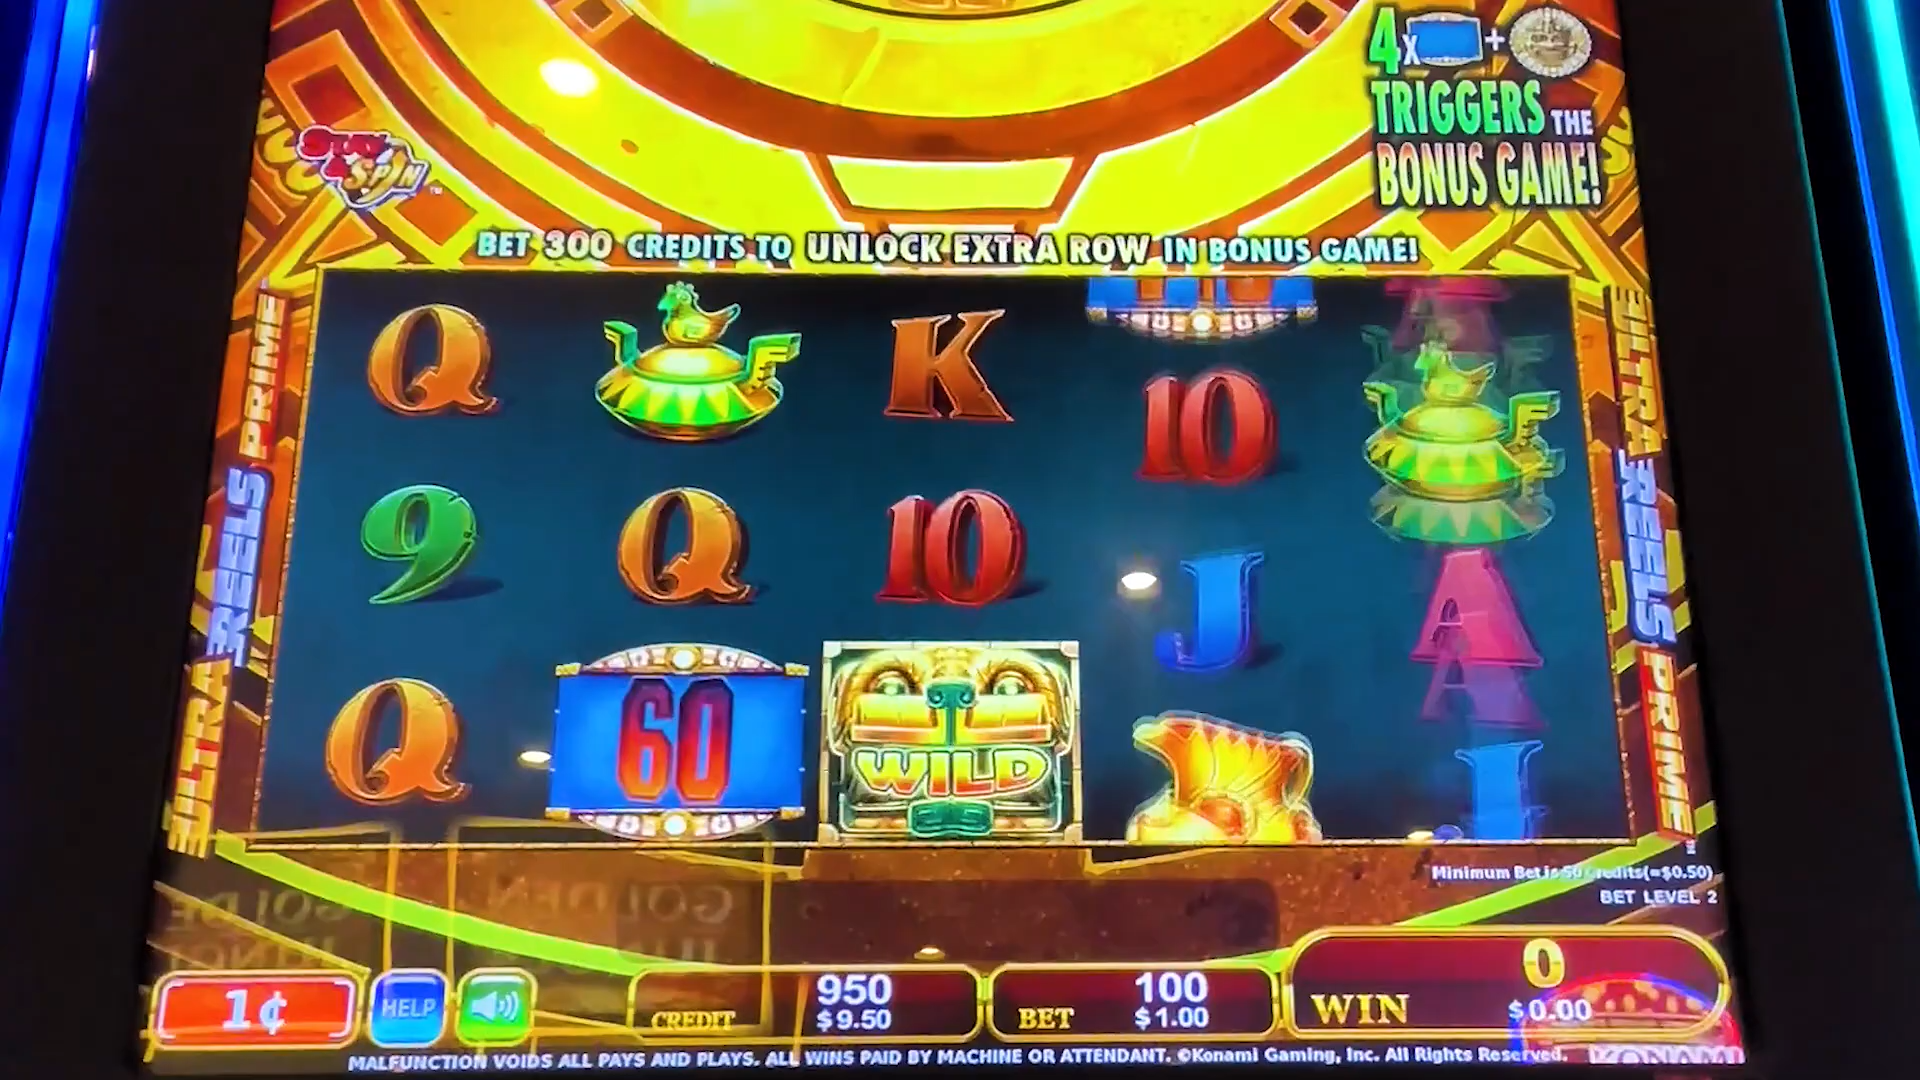 4x + 
TRIGGERS THE
BONUS GAME!
STAY & SPIN™
BET 300 CREDITS TO UNLOCK EXTRA ROW IN BONUS GAME!
ULTRA REELS PRIME
ULTRA REELS PRIME
Q K 10
9 Q 10 J A
Q 60 WILD J
Minimum Bet is 50 Credits(=$0.50)
BET LEVEL 2
GOLDEN
1¢ HELP
CREDIT 950
$9.50
BET 100
$1.00
WIN 0
$0.00
MALFUNCTION VOIDS ALL PAYS AND PLAYS. ALL WINS PAID BY MACHINE OR ATTENDANT. ©Konami Gaming, Inc. All Rights Reserved.
KONAMI